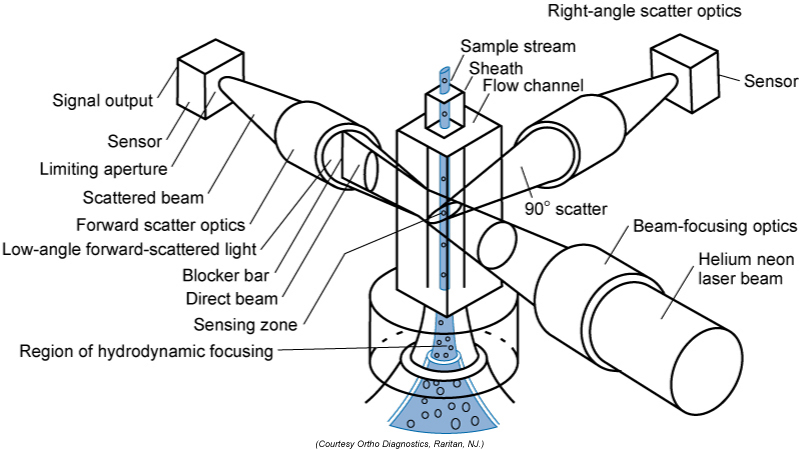 Right-angle scatter optics
Sample stream
Sheath
Flow channel
Sensor
Signal output
Sensor
Limiting aperture
Scattered beam
Forward scatter optics
Low-angle forward-scattered light
Blocker bar
Direct beam
Sensing zone
Region of hydrodynamic focusing
90° scatter
Beam-focusing optics
Helium neon
laser beam
(Courtesy Ortho Diagnostics, Raritan, NJ.)